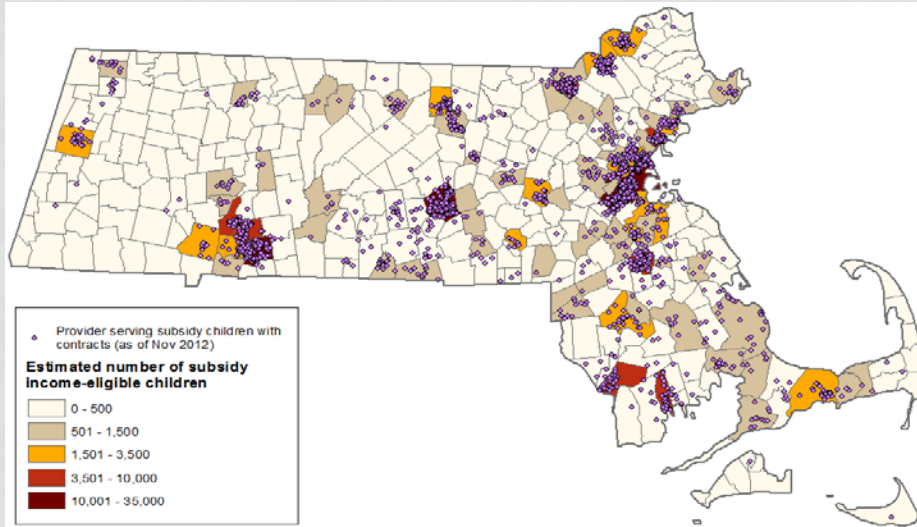 Provider serving subsidy children with
contracts (as of Nov 2012)
Estimated number of subsidy
income-eligible children
0 - 500
501 - 1,500
1,501 - 3,500
3,501 - 10,000
10,001 - 35,000